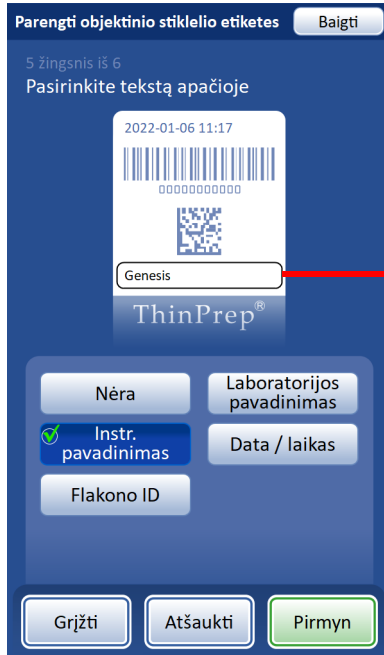 Parengti objektinio stiklelio etiketes
Baigti
5 žingsnis iš 6
Pasirinkite tekstą apačioje
2022-01-06 11:17
00000000000
Genesis
ThinPrep®
Nėra
Laboratorijos
pavadinimas
Instr.
pavadinimas
Data / laikas
Flakono ID
Grįžti
Atšaukti
Pirmyn